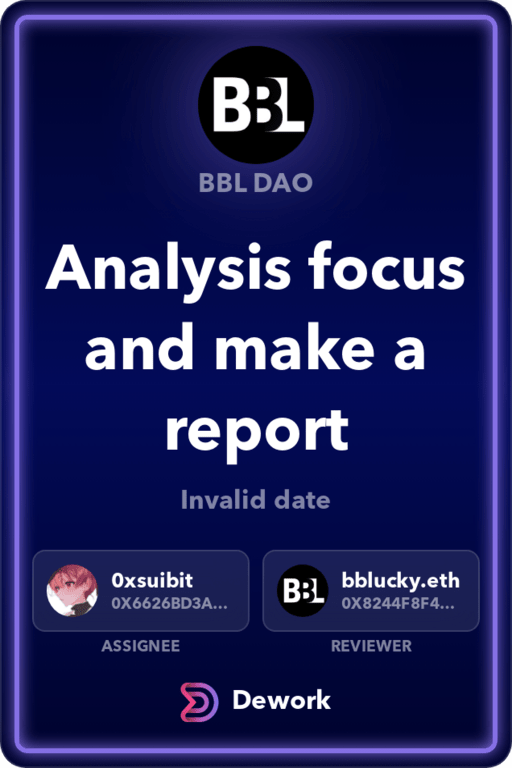 BBL
BBL DAO
Analysis focus
and make a
report
Invalid date
0xsuibit
0X6626BD3A...
ASSIGNEE
BBL
bblucky.eth
0X8244F8F4...
REVIEWER
Dework